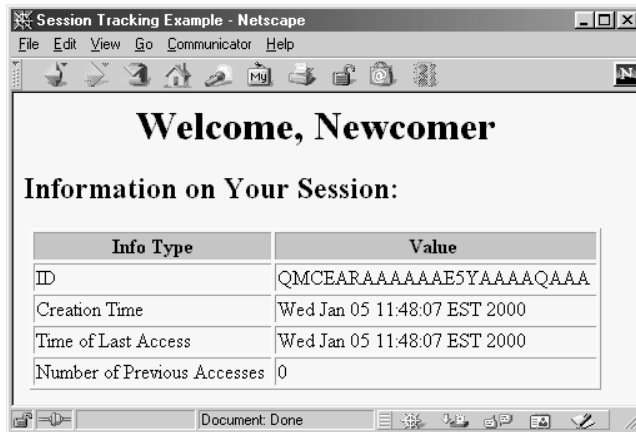 Session Tracking Example - Netscape
File Edit View Go Communicator Help
My
N
Welcome, Newcomer
Information on Your Session:
Info Type Value
ID QMCEARAAAAAAE5YAAAAQAAA
Creation Time Wed Jan 05 11:48:07 EST 2000
Time of Last Access Wed Jan 05 11:48:07 EST 2000
Number of Previous Accesses 0
Document: Done